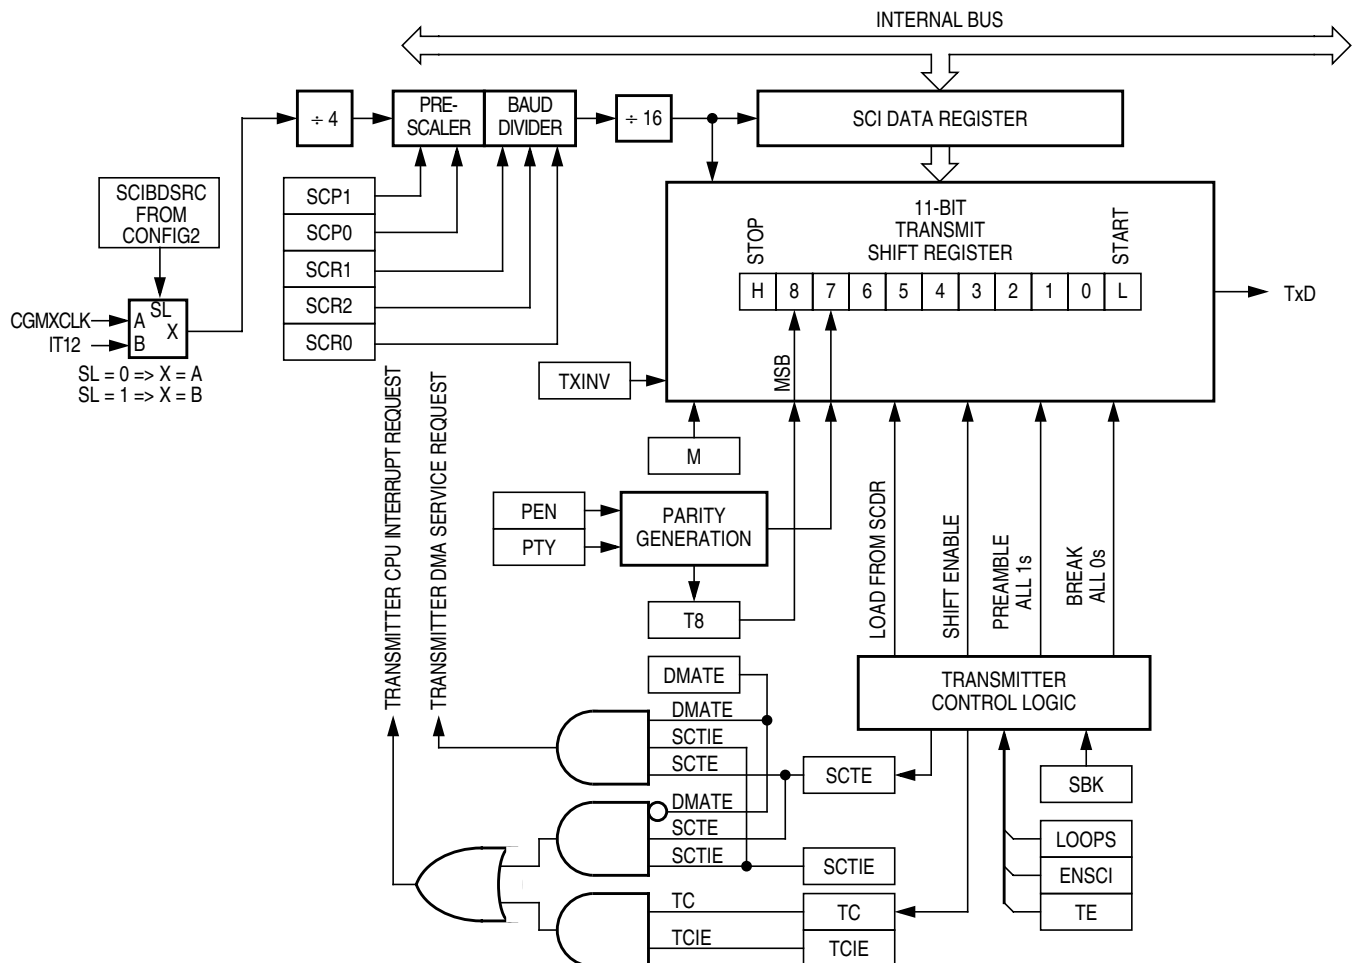 INTERNAL BUS
÷ 4
PRE-
SCALER
BAUD
DIVIDER
÷ 16
SCI DATA REGISTER
SCIBDSRC
FROM
CONFIG2
SCP1
SCP0
SCR1
SCR2
SCR0
11-BIT
TRANSMIT
SHIFT REGISTER
STOP
START
H 8 7 6 5 4 3 2 1 0 L
TxD
CGMXCLK
IT12
SL
A
X
B
SL = 0 => X = A
SL = 1 => X = B
TXINV
MSB
M
PEN
PTY
PARITY
GENERATION
T8
TRANSMITTER CPU INTERRUPT REQUEST
TRANSMITTER DMA SERVICE REQUEST
LOAD FROM SCDR
SHIFT ENABLE
PREAMBLE
ALL 1s
BREAK
ALL 0s
TRANSMITTER
CONTROL LOGIC
DMATE
DMATE
SCTIE
SCTE
SCTE
SBK
DMATE
SCTE
SCTIE
SCTIE
LOOPS
ENSCI
TE
TC
TC
TCIE
TCIE